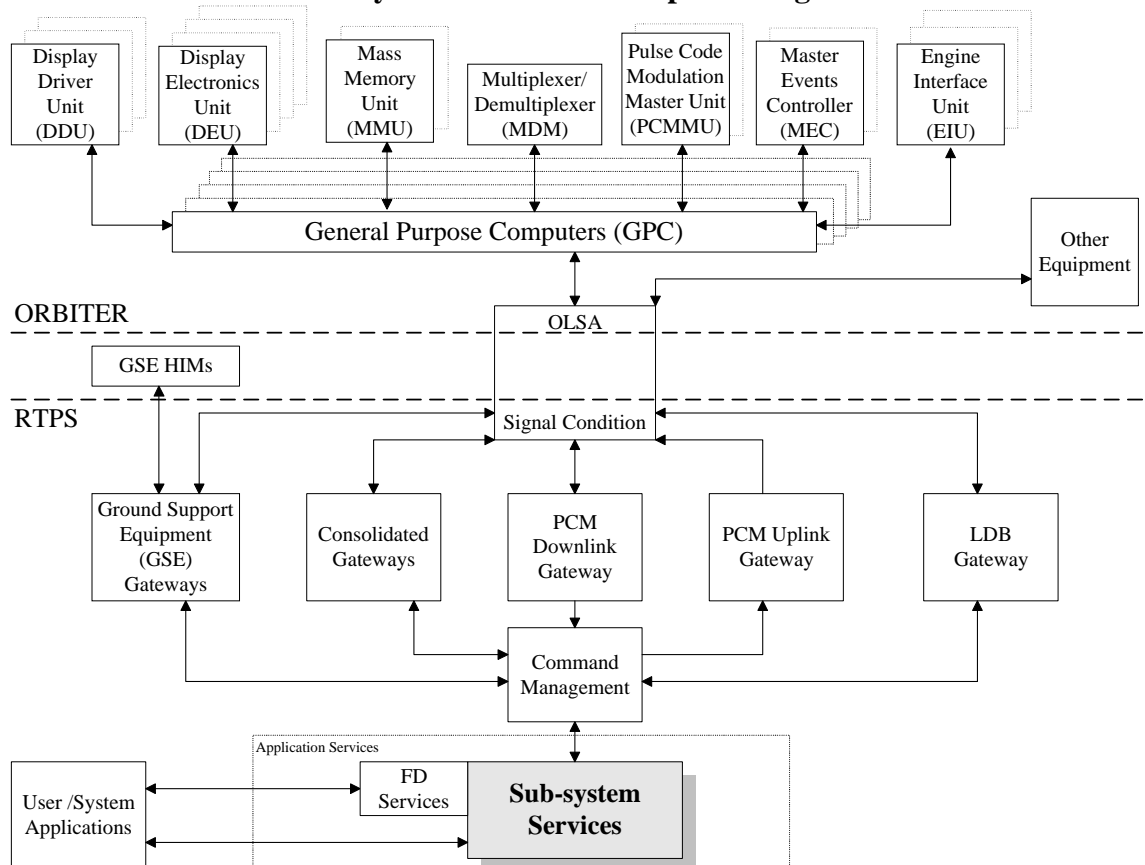 Display
Driver
Unit
(DDU)
Display
Electronics
Unit
(DEU)
Mass
Memory
Unit
(MMU)
Multiplexer/
Demultiplexer
(MDM)
Pulse Code
Modulation
Master Unit
(PCMMU)
Master
Events
Controller
(MEC)
Engine
Interface
Unit
(EIU)
General Purpose Computers (GPC)
Other
Equipment
ORBITER
OLSA
GSE HIMs
RTPS
Signal Condition
Ground Support
Equipment
(GSE)
Gateways
Consolidated
Gateways
PCM
Downlink
Gateway
PCM Uplink
Gateway
LDB
Gateway
Command
Management
Application Services
User /System
Applications
FD
Services
Sub-system
Services